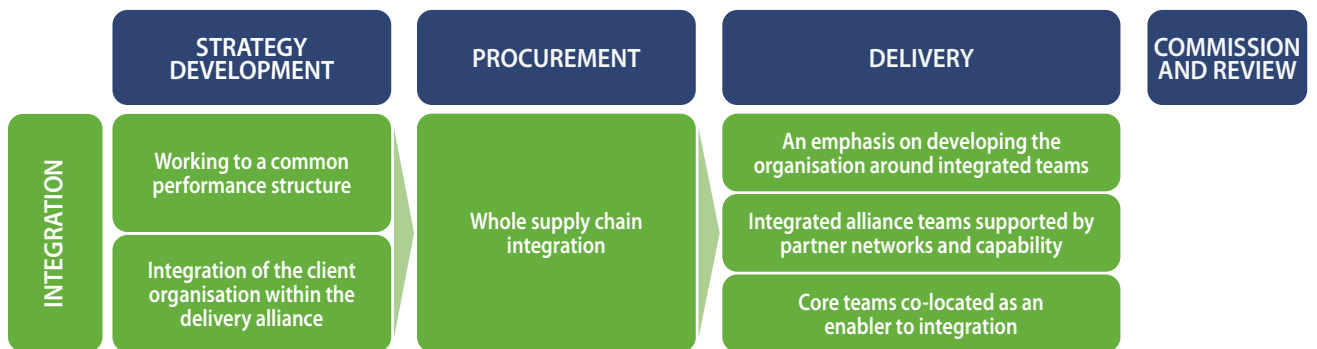 STRATEGY
DEVELOPMENT
PROCUREMENT
DELIVERY
COMMISSION
AND REVIEW
INTEGRATION
Working to a common
performance structure
Integration of the client
organisation within the
delivery alliance
Whole supply chain
integration
An emphasis on developing the
organisation around integrated teams
Integrated alliance teams supported by
partner networks and capability
Core teams co-located as an
enabler to integration